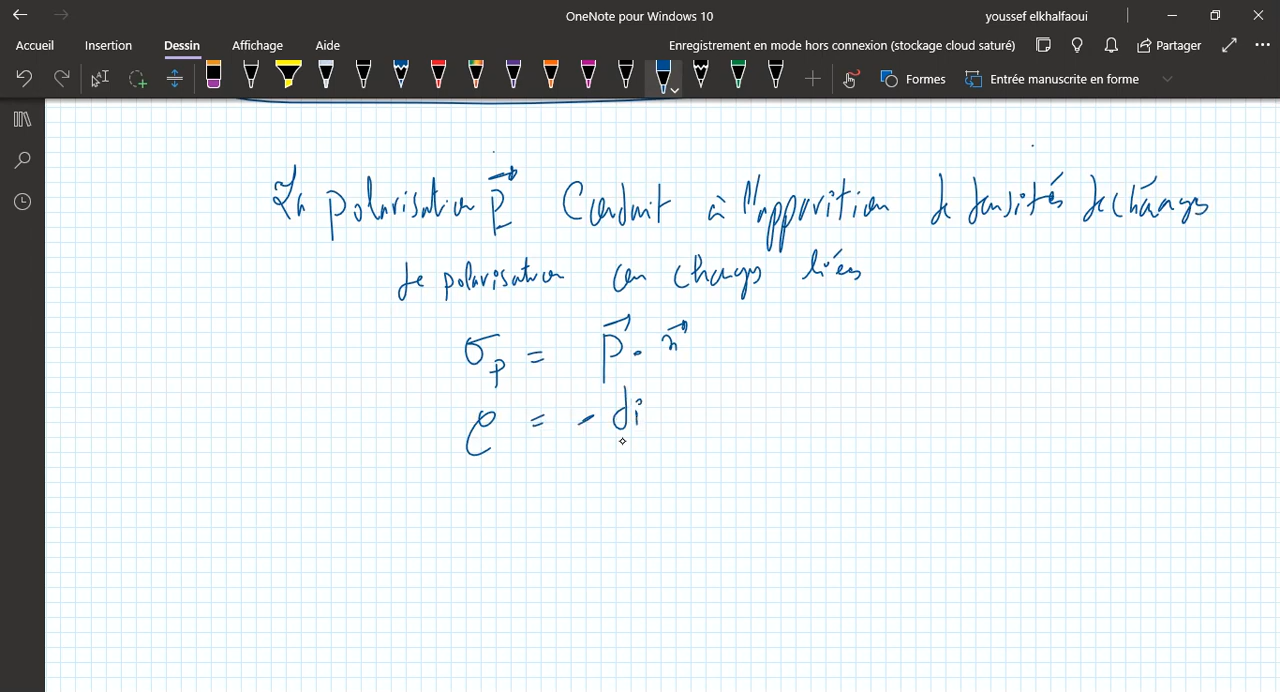 OneNote pour Windows 10
youssef elkhalfaoui
Accueil Insertion Dessin Affichage Aide
Enregistrement en mode hors connexion (stockage cloud saturé)
Partager
Formes
Entrée manuscrite en forme
La polarisation P⃗ Conduit à l'apparition de densités de charges
de polarisation ou charges liées
σp = P⃗ · n⃗
ρ = - di